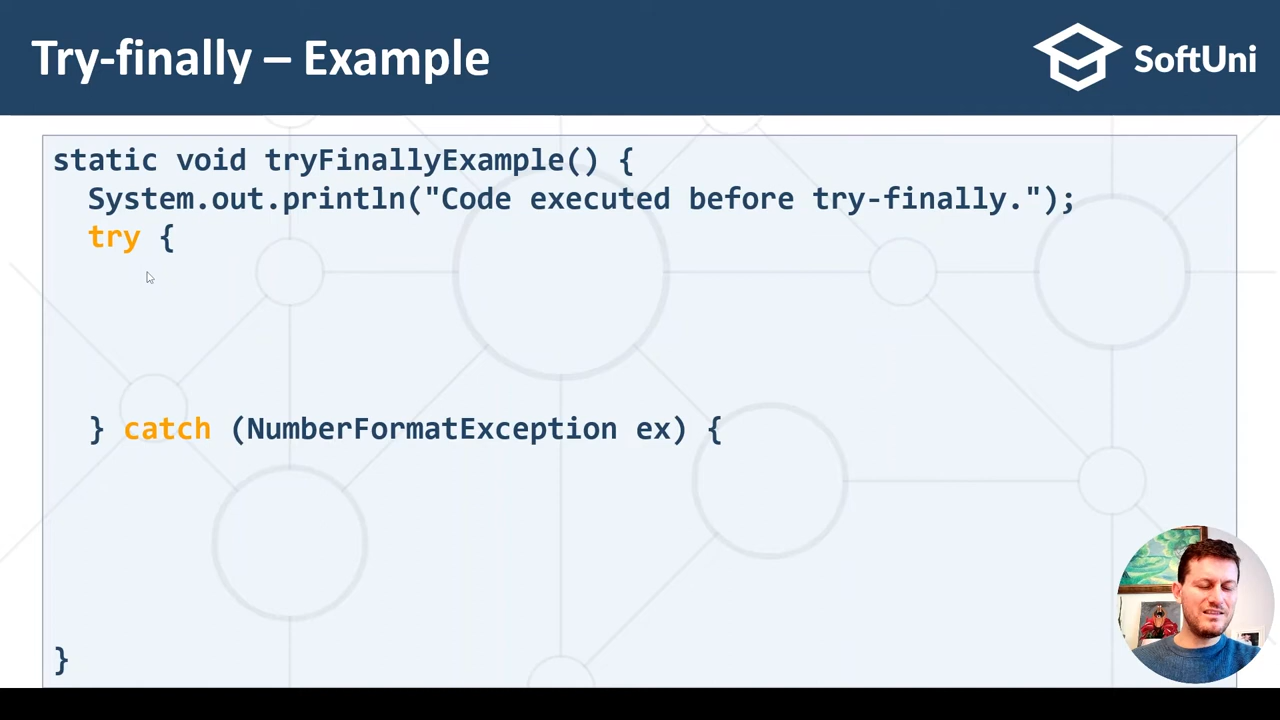 Try-finally – Example
SoftUni
static void tryFinallyExample() {
System.out.println("Code executed before try-finally.");
try {
} catch (NumberFormatException ex) {
}